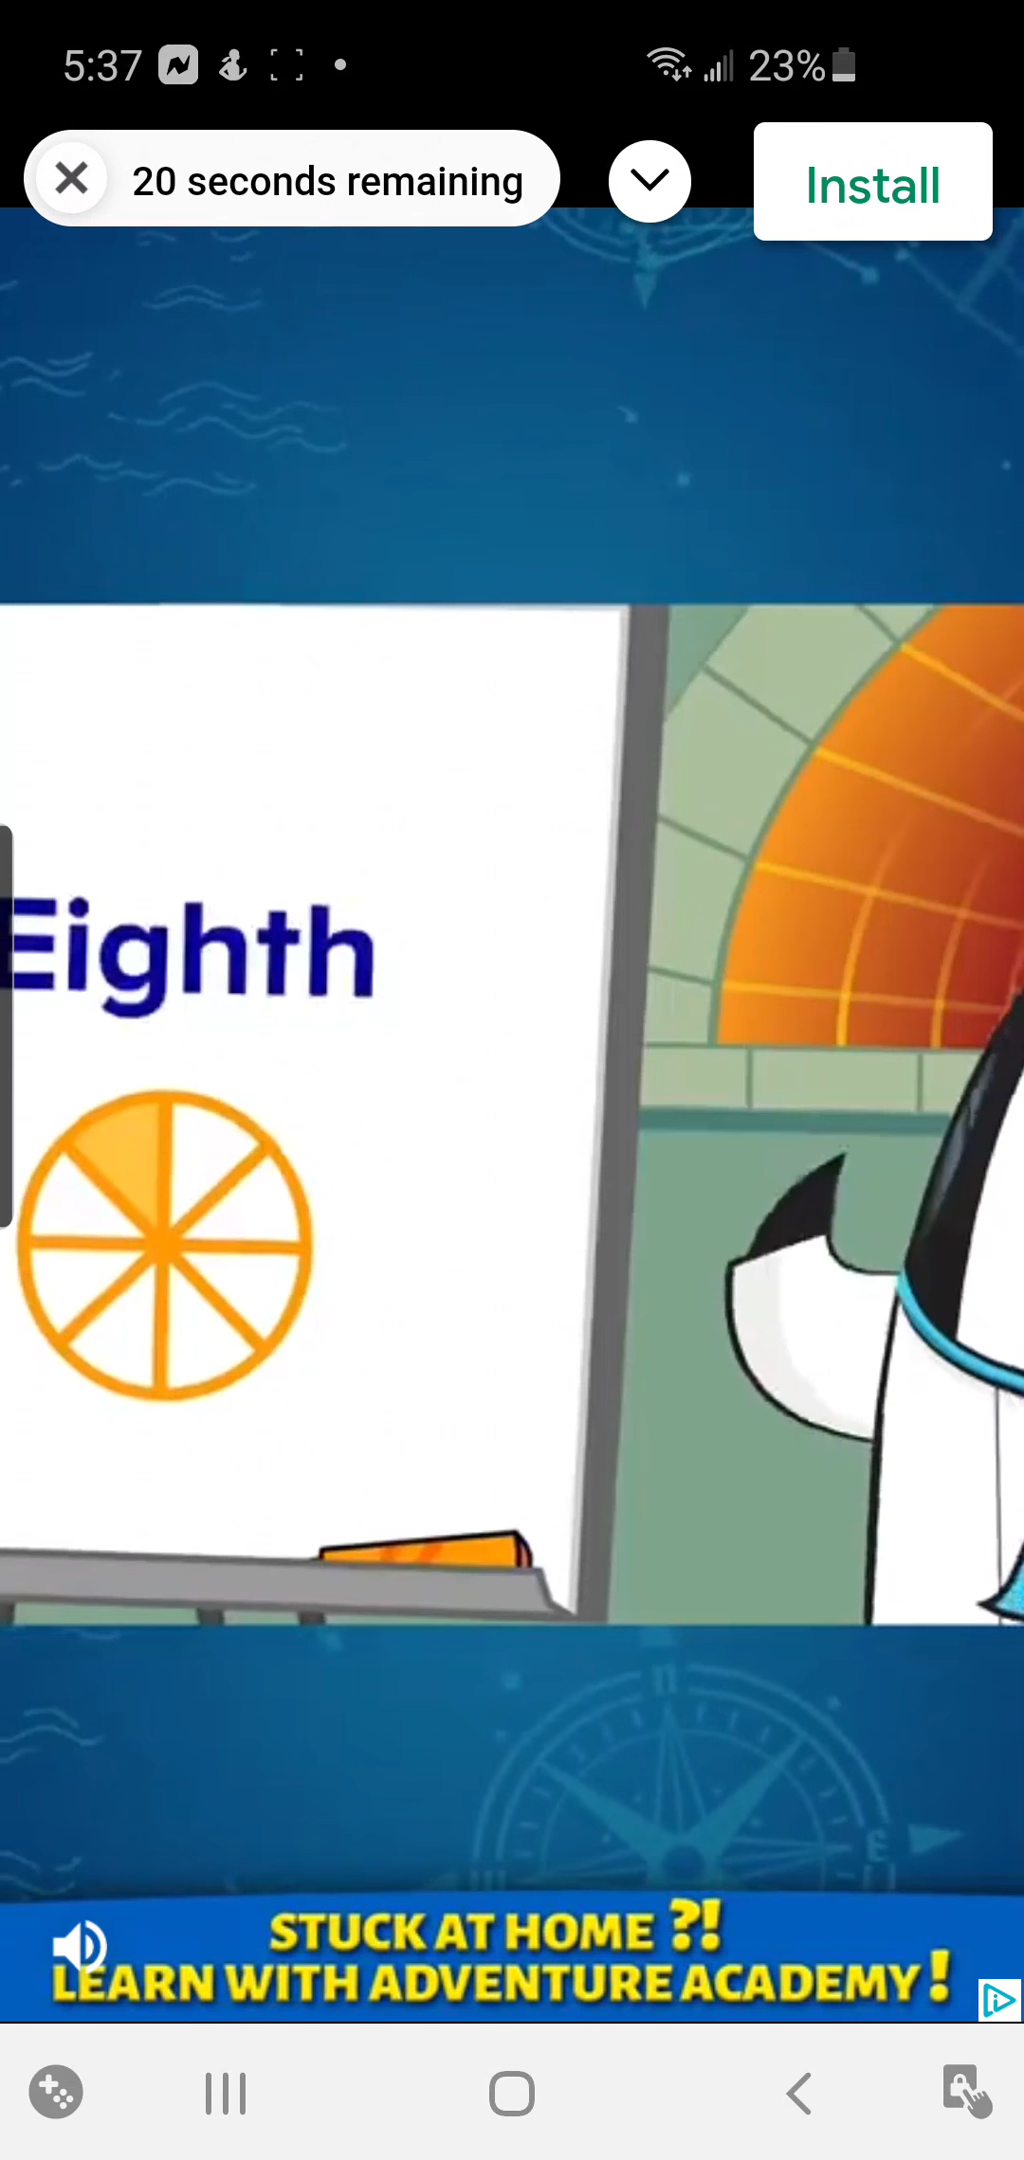 5:37 23%
20 seconds remaining
Install
Eighth
STUCK AT HOME ?!
LEARN WITH ADVENTURE ACADEMY!